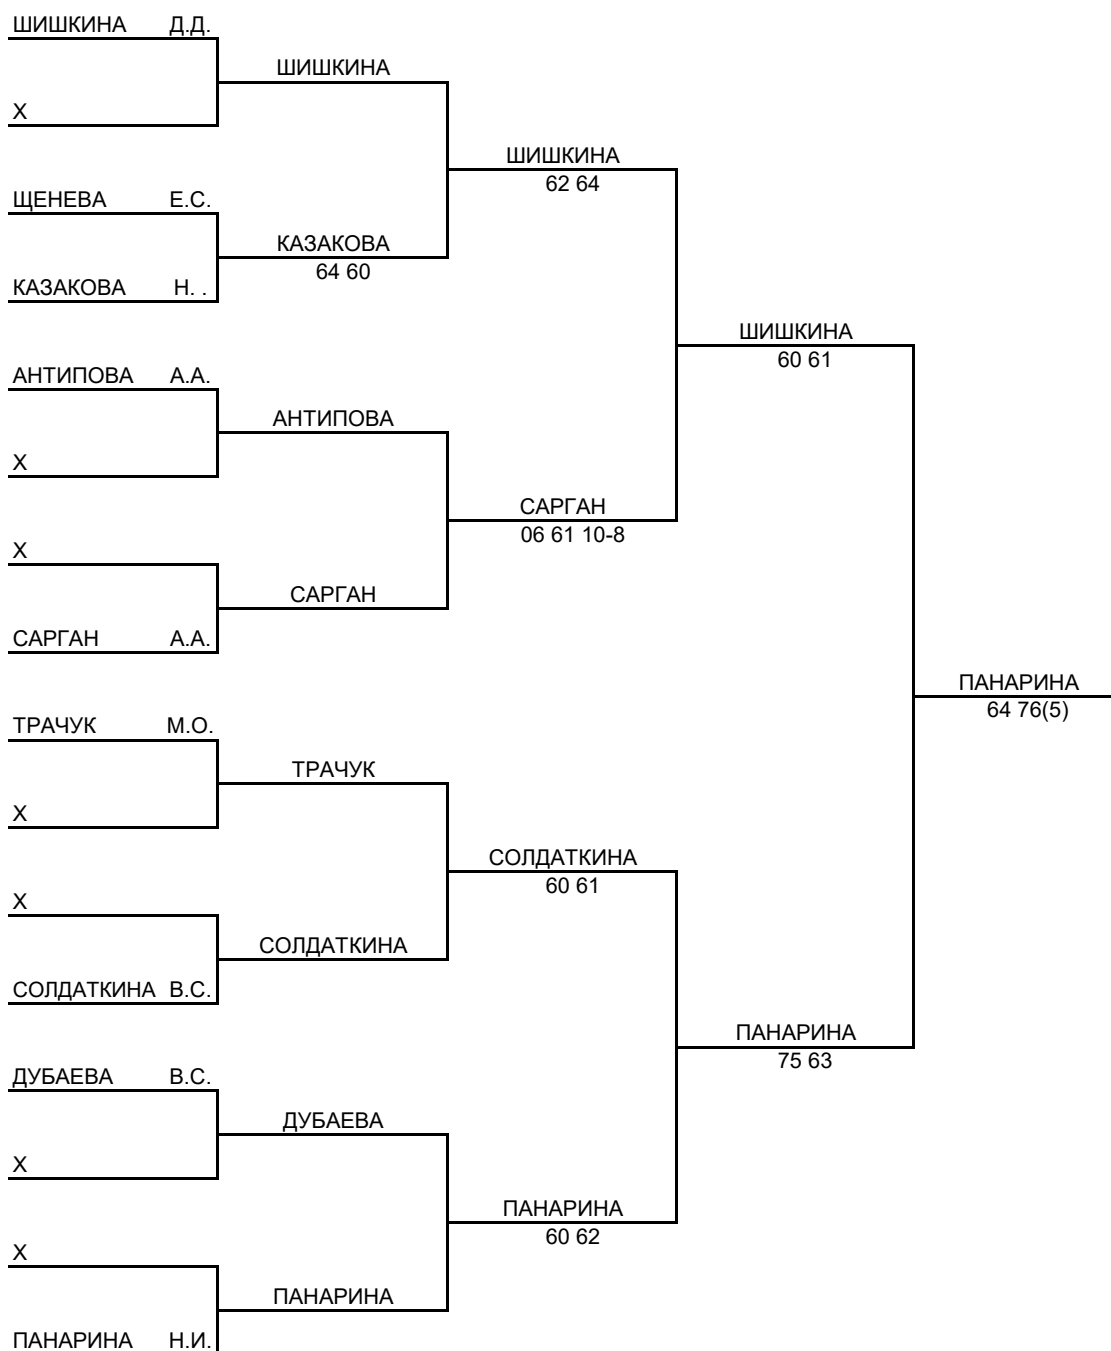 ШИШКИНА Д.Д.
ШИШКИНА
X
ШИШКИНА
62 64
ЩЕНЕВА Е.С.
КАЗАКОВА
64 60
КАЗАКОВА Н. .
ШИШКИНА
60 61
АНТИПОВА А.А.
АНТИПОВА
X
САРГАН
06 61 10-8
X
САРГАН
САРГАН А.А.
ПАНАРИНА
64 76(5)
ТРАЧУК М.О.
ТРАЧУК
X
СОЛДАТКИНА
60 61
X
СОЛДАТКИНА
СОЛДАТКИНА В.С.
ПАНАРИНА
75 63
ДУБАЕВА В.С.
ДУБАЕВА
X
ПАНАРИНА
60 62
X
ПАНАРИНА
ПАНАРИНА Н.И.